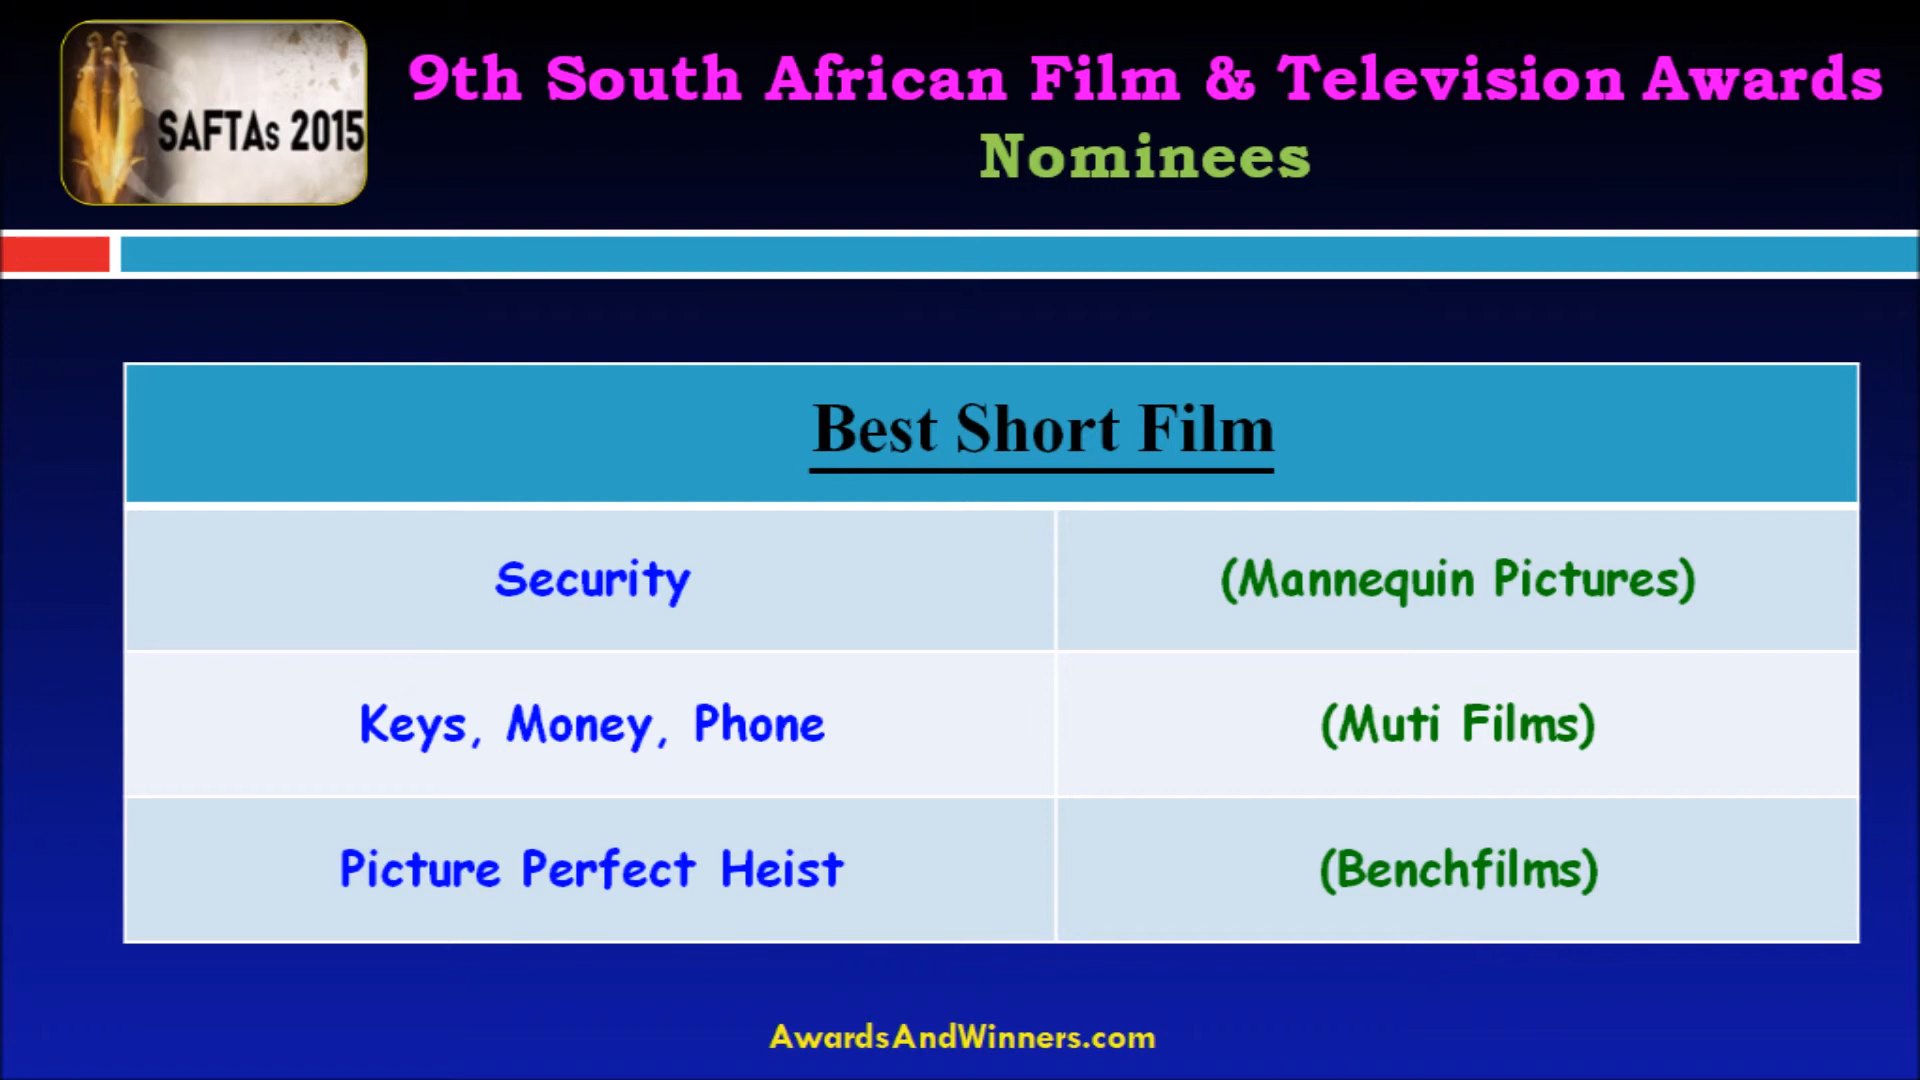 SAFTAs 2015
9th South African Film & Television Awards
Nominees
Best Short Film
Security (Mannequin Pictures)
Keys, Money, Phone (Muti Films)
Picture Perfect Heist (Benchfilms)
AwardsAndWinners.com